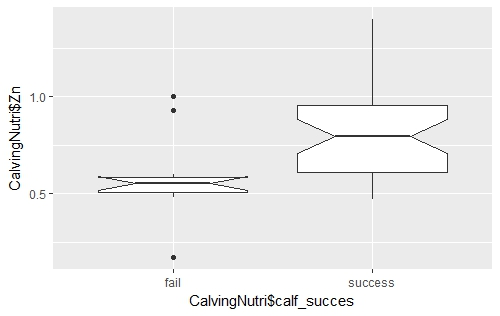 CalvingNutri$Zn
1.0
0.5
fail success
CalvingNutri$calf_succes